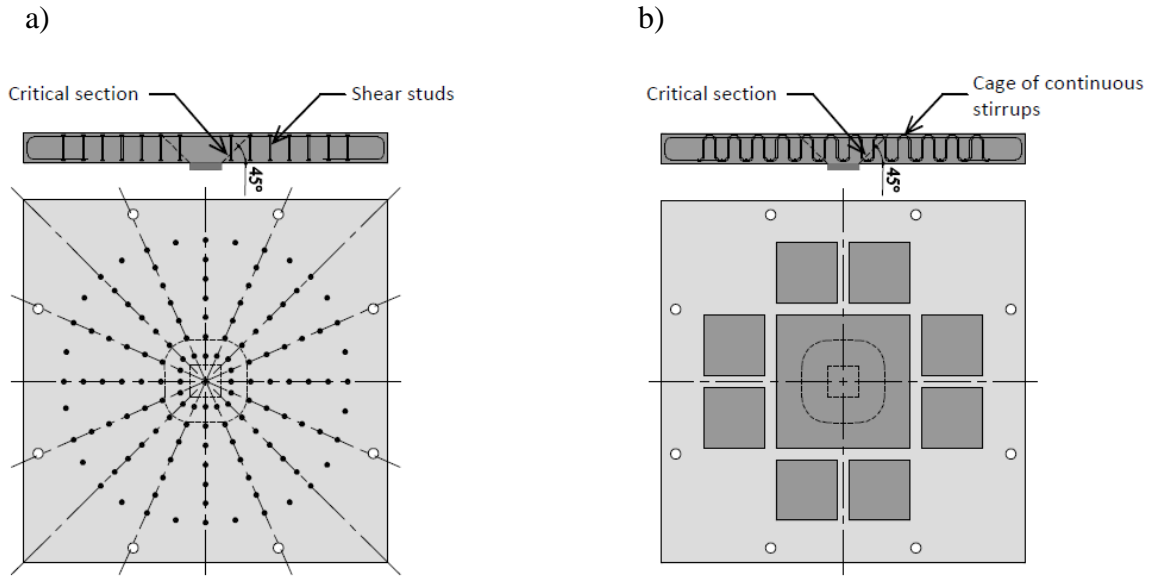 a)
Critical section
Shear studs
45°
b)
Critical section
Cage of continuous
stirrups
45°